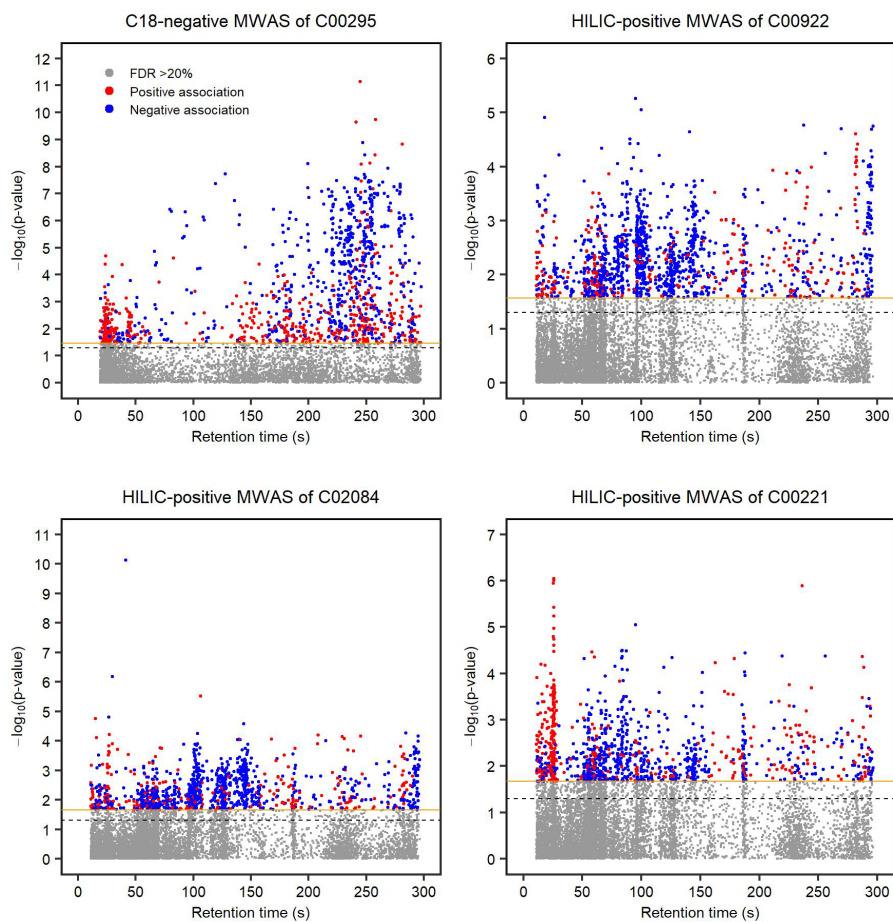 C18-negative MWAS of C00295
12
11
10
9
8
7
6
5
4
3
2
1
0
−log10(p-value)
FDR >20%
Positive association
Negative association
0 50 100 150 200 250 300
Retention time (s)
HILIC-positive MWAS of C00922
6
5
4
3
2
1
0
−log10(p-value)
0 50 100 150 200 250 300
Retention time (s)
HILIC-positive MWAS of C02084
11
10
9
8
7
6
5
4
3
2
1
0
−log10(p-value)
0 50 100 150 200 250 300
Retention time (s)
HILIC-positive MWAS of C00221
7
6
5
4
3
2
1
0
−log10(p-value)
0 50 100 150 200 250 300
Retention time (s)